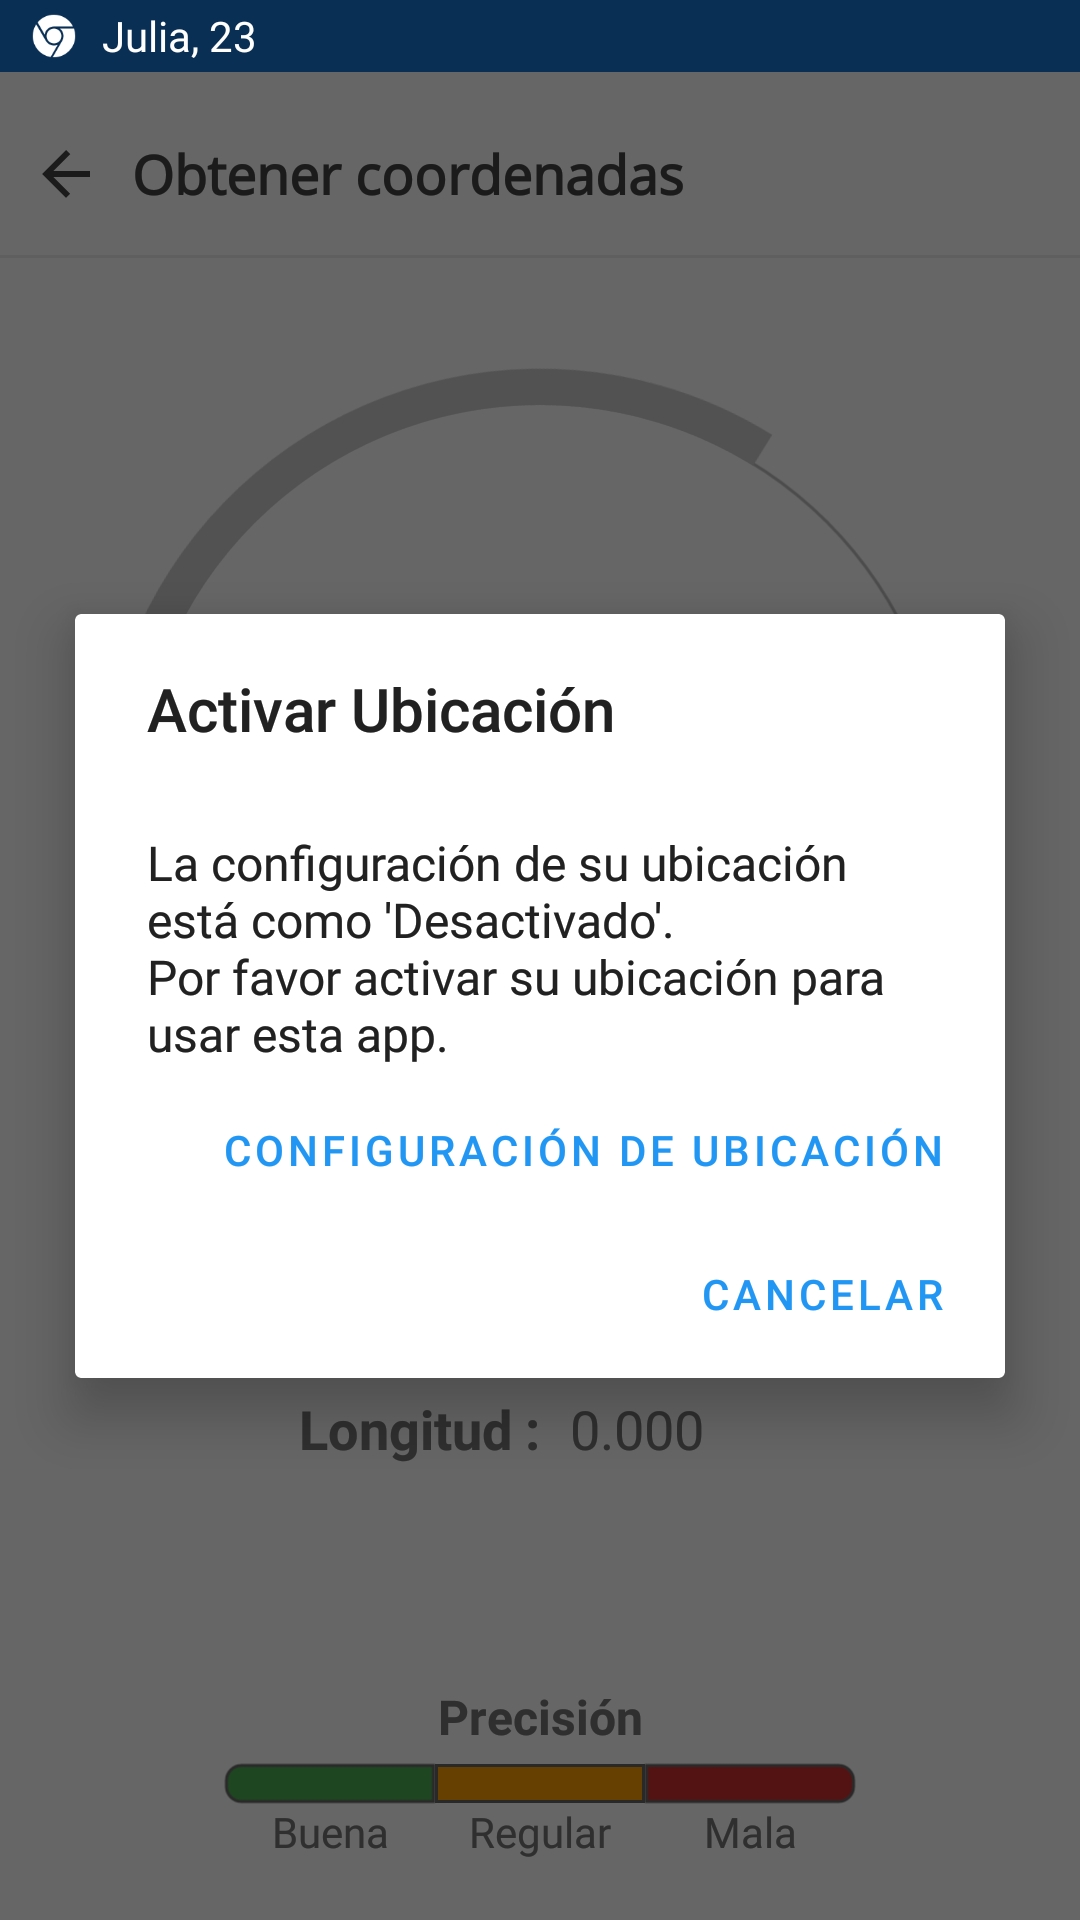 Julia, 23
Obtener coordenadas
Activar Ubicación
La configuración de su ubicación
está como 'Desactivado'.
Por favor activar su ubicación para
usar esta app.
CONFIGURACIÓN DE UBICACIÓN
CANCELAR
Longitud : 0.000
Precisión
Buena Regular Mala